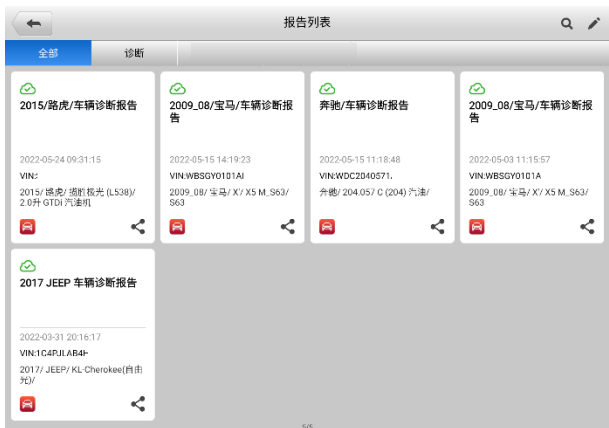 报告列表
全部 诊断
2015/路虎/车辆诊断报告
2022-05-24 09:31:15
VIN:
2015/ 路虎/ 揽胜极光 (L538)/
2.0升 GTDi 汽油机
2009_08/宝马/车辆诊断报
告
2022-05-15 14:19:23
VIN:WBSGY0101AI
2009_08/ 宝马/ X'/ X5 M_S63/
S63
奔驰/车辆诊断报告
2022-05-15 11:18:48
VIN:WDC2040571.
奔驰/ 204.057 C (204) 汽油/
2009_08/宝马/车辆诊断报
告
2022-05-03 11:15:57
VIN:WBSGY0101A
2009_08/ 宝马/ X'/ X5 M_S63/
S63
2017 JEEP 车辆诊断报告
2022-03-31 20:16:17
VIN:1C4PJLAB4H
2017/ JEEP/ KL-Cherokee(自由
光)/
5/5